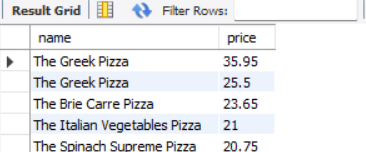 Result Grid Filter Rows:
name price
The Greek Pizza 35.95
The Greek Pizza 25.5
The Brie Carre Pizza 23.65
The Italian Vegetables Pizza 21
The Spinach Supreme Pizza 20.75